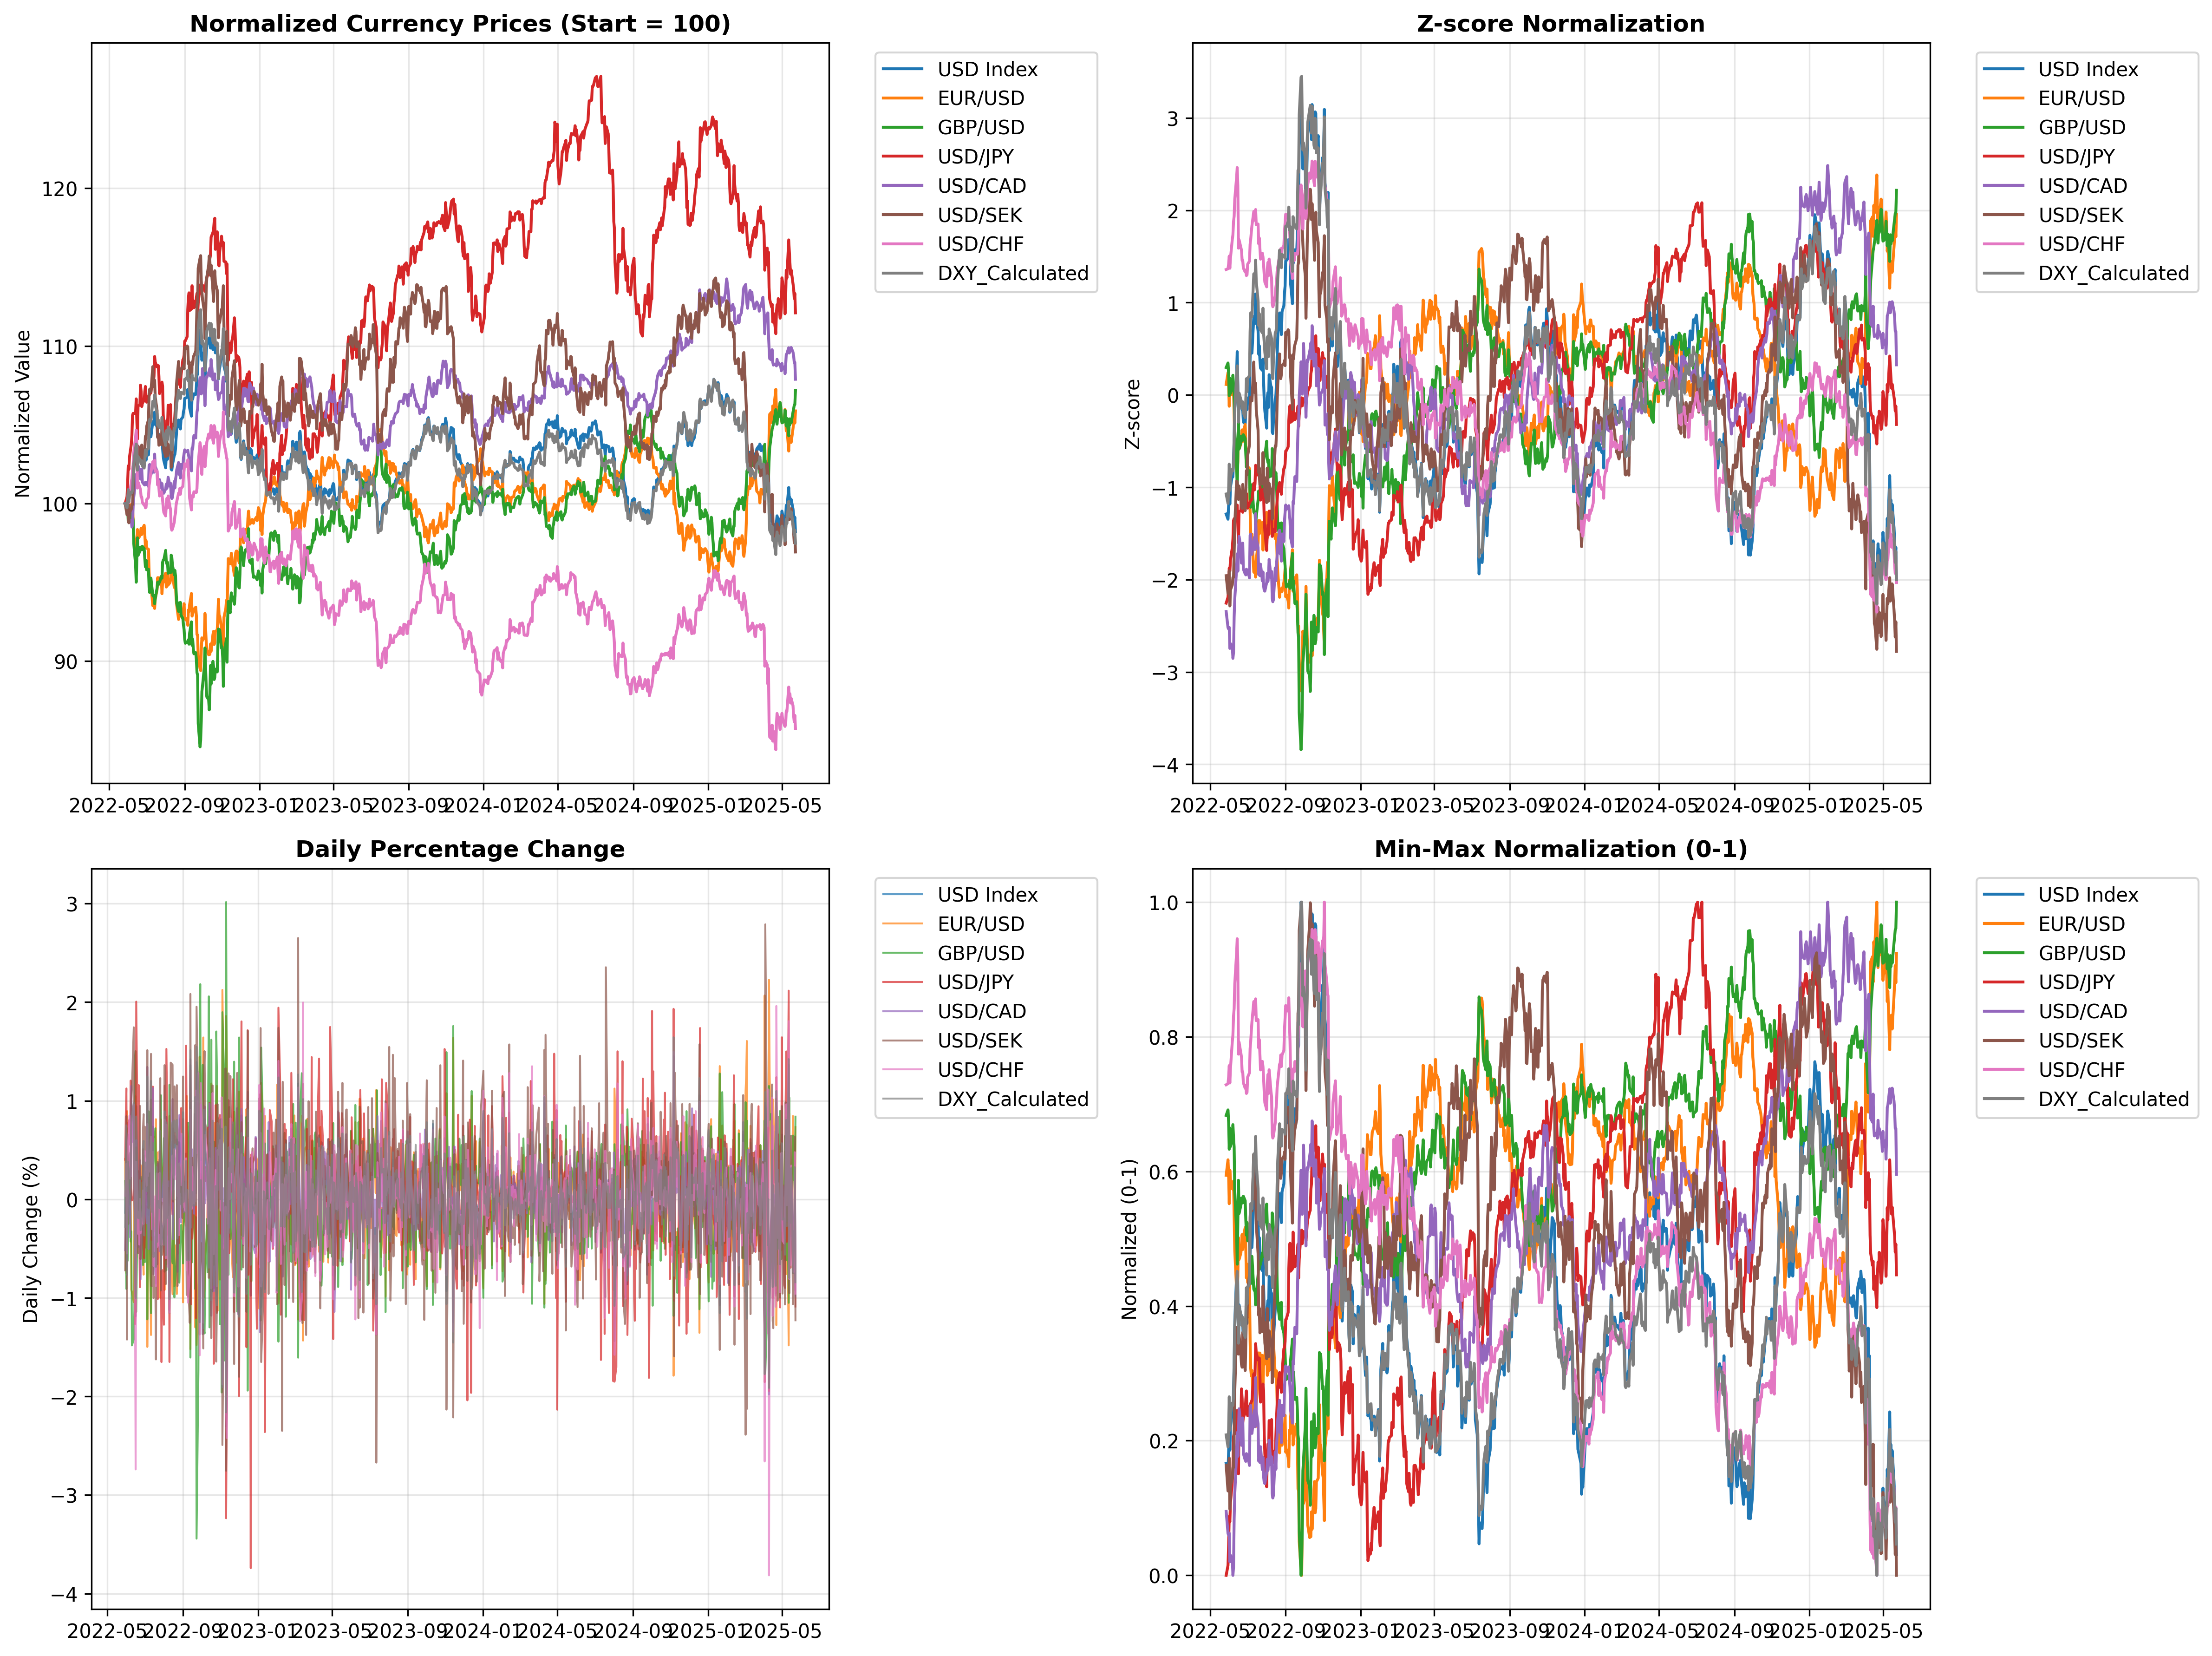 Normalized Currency Prices (Start = 100)
Normalized Value
120
110
100
90
2022-05 2022-09 2023-01 2023-05 2023-09 2024-01 2024-05 2024-09 2025-01 2025-05
USD Index
EUR/USD
GBP/USD
USD/JPY
USD/CAD
USD/SEK
USD/CHF
DXY_Calculated
Z-score Normalization
Z-score
3
2
1
0
−1
−2
−3
−4
2022-05 2022-09 2023-01 2023-05 2023-09 2024-01 2024-05 2024-09 2025-01 2025-05
USD Index
EUR/USD
GBP/USD
USD/JPY
USD/CAD
USD/SEK
USD/CHF
DXY_Calculated
Daily Percentage Change
Daily Change (%)
3
2
1
0
−1
−2
−3
−4
2022-05 2022-09 2023-01 2023-05 2023-09 2024-01 2024-05 2024-09 2025-01 2025-05
USD Index
EUR/USD
GBP/USD
USD/JPY
USD/CAD
USD/SEK
USD/CHF
DXY_Calculated
Min-Max Normalization (0-1)
Normalized (0-1)
1.0
0.8
0.6
0.4
0.2
0.0
2022-05 2022-09 2023-01 2023-05 2023-09 2024-01 2024-05 2024-09 2025-01 2025-05
USD Index
EUR/USD
GBP/USD
USD/JPY
USD/CAD
USD/SEK
USD/CHF
DXY_Calculated